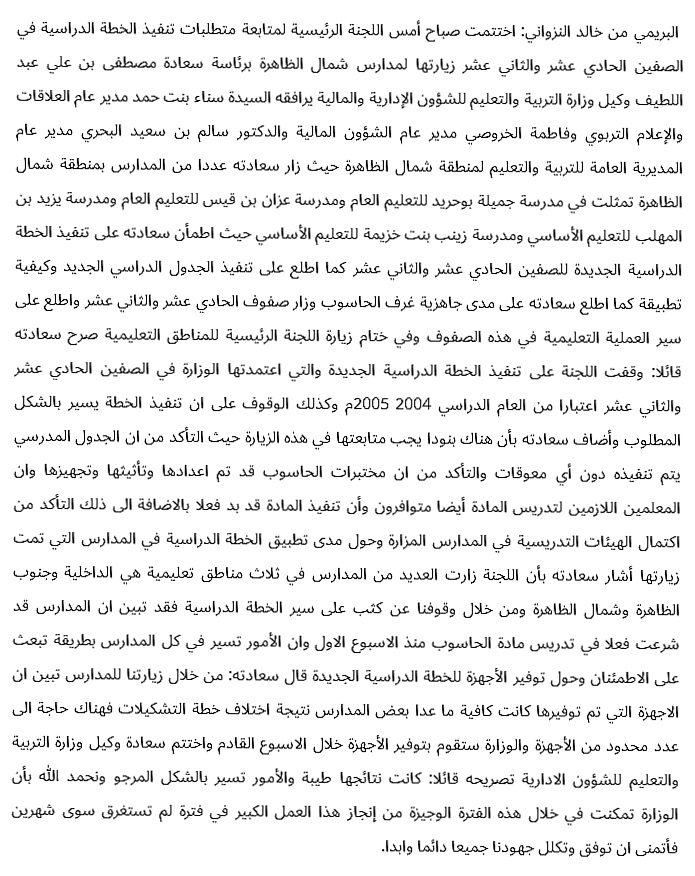 البريمي من خالد النزواني: اختتمت صباح أمس اللجنة الرئيسية لمتابعة متطلبات تنفيذ الخطة الدراسية في
الصفين الحادي عشر والثاني عشر زيارتها لمدارس شمال الظاهرة برئاسة سعادة مصطفى بن علي عبد
اللطيف وكيل وزارة التربية والتعليم للشؤون الإدارية والمالية يرافقه السيدة سناء بنت حمد مدير عام العلاقات
والإعلام التربوي وفاطمة الخروصي مدير عام الشؤون المالية والدكتور سالم بن سعيد البحري مدير عام
المديرية العامة للتربية والتعليم لمنطقة شمال الظاهرة حيث زار سعادته عددا من المدارس بمنطقة شمال
الظاهرة تمثلت في مدرسة جميلة بوحريد للتعليم العام ومدرسة عزان بن قيس للتعليم العام ومدرسة يزيد بن
المهلب للتعليم الأساسي ومدرسة زينب بنت خزيمة للتعليم الأساسي حيث اطمأن سعادته على تنفيذ الخطة
الدراسية الجديدة للصفين الحادي عشر والثاني عشر كما اطلع على تنفيذ الجدول الدراسي الجديد وكيفية
تطبيقة كما اطلع سعادته على مدى جاهزية غرف الحاسوب وزار صفوف الحادي عشر والثاني عشر واطلع على
سير العملية التعليمية في هذه الصفوف وفي ختام زيارة اللجنة الرئيسية للمناطق التعليمية صرح سعادته
قائلا: وقفت اللجنة على تنفيذ الخطة الدراسية الجديدة والتي اعتمدتها الوزارة في الصفين الحادي عشر
والثاني عشر اعتبارا من العام الدراسي 2004 2005م وكذلك الوقوف على ان تنفيذ الخطة يسير بالشكل
المطلوب وأضاف سعادته بأن هناك بنودا يجب متابعتها في هذه الزيارة حيث التأكد من ان الجدول المدرسي
يتم تنفيذه دون أي معوقات والتأكد من ان مختبرات الحاسوب قد تم اعدادها وتأثيثها وتجهيزها وان
المعلمين اللازمين لتدريس المادة أيضا متوافرون وأن تنفيذ المادة قد بد فعلا بالاضافة الى ذلك التأكد من
اكتمال الهيئات التدريسية في المدارس المزارة وحول مدى تطبيق الخطة الدراسية في المدارس التي تمت
زيارتها أشار سعادته بأن اللجنة زارت العديد من المدارس في ثلاث مناطق تعليمية هي الداخلية وجنوب
الظاهرة وشمال الظاهرة ومن خلال وقوفنا عن كثب على سير الخطة الدراسية فقد تبين ان المدارس قد
شرعت فعلا في تدريس مادة الحاسوب منذ الاسبوع الاول وان الأمور تسير في كل المدارس بطريقة تبعث
على الاطمئنان وحول توفير الأجهزة للخطة الدراسية الجديدة قال سعادته: من خلال زيارتنا للمدارس تبين ان
الاجهزة التي تم توفيرها كانت كافية ما عدا بعض المدارس نتيجة اختلاف خطة التشكيلات فهناك حاجة الى
عدد محدود من الأجهزة والوزارة ستقوم بتوفير الأجهزة خلال الاسبوع القادم واختتم سعادة وكيل وزارة التربية
والتعليم للشؤون الادارية تصريحه قائلا: كانت نتائجها طيبة والأمور تسير بالشكل المرجو ونحمد الله بأن
الوزارة تمكنت في خلال هذه الفترة الوجيزة من إنجاز هذا العمل الكبير في فترة لم تستغرق سوى شهرين
فأتمنى ان توفق وتكلل جهودنا جميعا دائما وابدا.